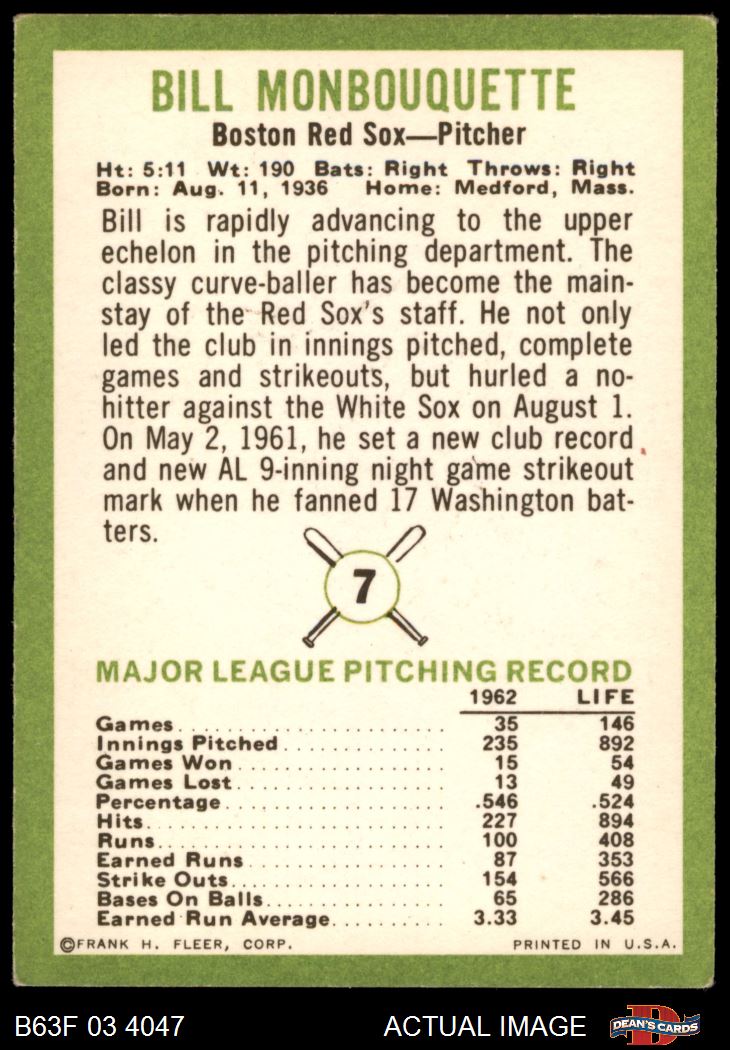 BILL MONBOUQUETTE
Boston Red Sox—Pitcher
Ht: 5:11 Wt: 190 Bats: Right Throws: Right
Born: Aug. 11, 1936 Home: Medford, Mass.
Bill is rapidly advancing to the upper
echelon in the pitching department. The
classy curve-baller has become the main-
stay of the Red Sox's staff. He not only
led the club in innings pitched, complete
games and strikeouts, but hurled a no-
hitter against the White Sox on August 1.
On May 2, 1961, he set a new club record
and new AL 9-inning night game strikeout
mark when he fanned 17 Washington bat-
ters.
7
MAJOR LEAGUE PITCHING RECORD
1962 LIFE
Games 35 146
Innings Pitched 235 892
Games Won 15 54
Games Lost 13 49
Percentage .546 .524
Hits 227 894
Runs 100 408
Earned Runs 87 353
Strike Outs 154 566
Bases On Balls 65 286
Earned Run Average 3.33 3.45
©FRANK H. FLEER, CORP. PRINTED IN U.S.A.
B63F 03 4047 ACTUAL IMAGE D DEAN'S CARDS